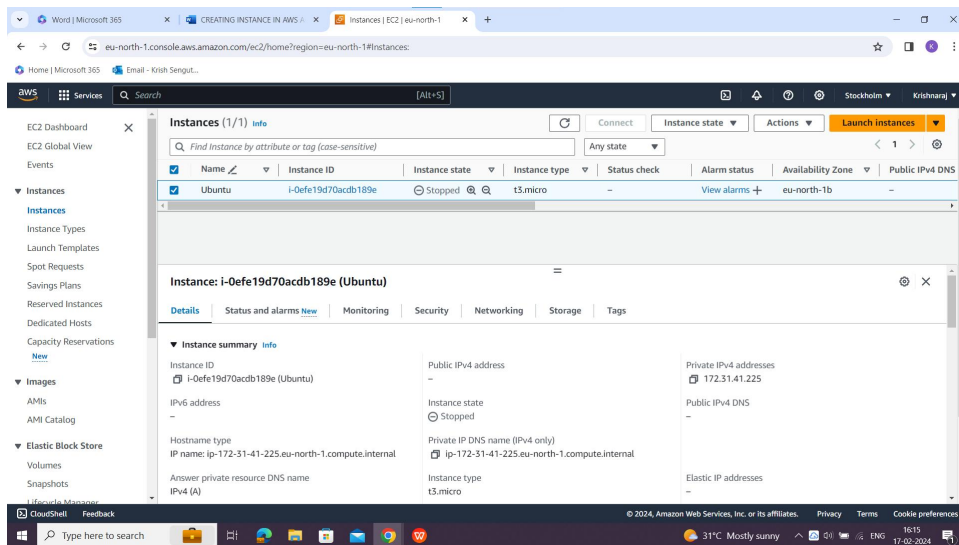 Word | Microsoft 365
CREATING INSTANCE IN AWS A
Instances | EC2 | eu-north-1
eu-north-1.console.aws.amazon.com/ec2/home?region=eu-north-1#Instances:
K
Home | Microsoft 365
Email - Krish Sengut...
aws
Services
Search
[Alt+S]
Stockholm
Krishnaraj
EC2 Dashboard
EC2 Global View
Events
Instances
Instances
Instance Types
Launch Templates
Spot Requests
Savings Plans
Reserved Instances
Dedicated Hosts
Capacity Reservations
New
Images
AMIs
AMI Catalog
Elastic Block Store
Volumes
Snapshots
Lifecycle Manager
Instances (1/1) Info
Connect
Instance state
Actions
Launch instances
Find Instance by attribute or tag (case-sensitive)
Any state
1
Name
Instance ID
Instance state
Instance type
Status check
Alarm status
Availability Zone
Public IPv4 DNS
Ubuntu
i-0efe19d70acdb189e
Stopped
t3.micro
–
View alarms +
eu-north-1b
–
Instance: i-0efe19d70acdb189e (Ubuntu)
Details
Status and alarms New
Monitoring
Security
Networking
Storage
Tags
Instance summary Info
Instance ID
i-0efe19d70acdb189e (Ubuntu)
Public IPv4 address
–
Private IPv4 addresses
172.31.41.225
IPv6 address
–
Instance state
Stopped
Public IPv4 DNS
–
Hostname type
IP name: ip-172-31-41-225.eu-north-1.compute.internal
Private IP DNS name (IPv4 only)
ip-172-31-41-225.eu-north-1.compute.internal
Answer private resource DNS name
IPv4 (A)
Instance type
t3.micro
Elastic IP addresses
–
CloudShell
Feedback
© 2024, Amazon Web Services, Inc. or its affiliates.
Privacy
Terms
Cookie preferences
Type here to search
31°C Mostly sunny
ENG
16:15
17-02-2024